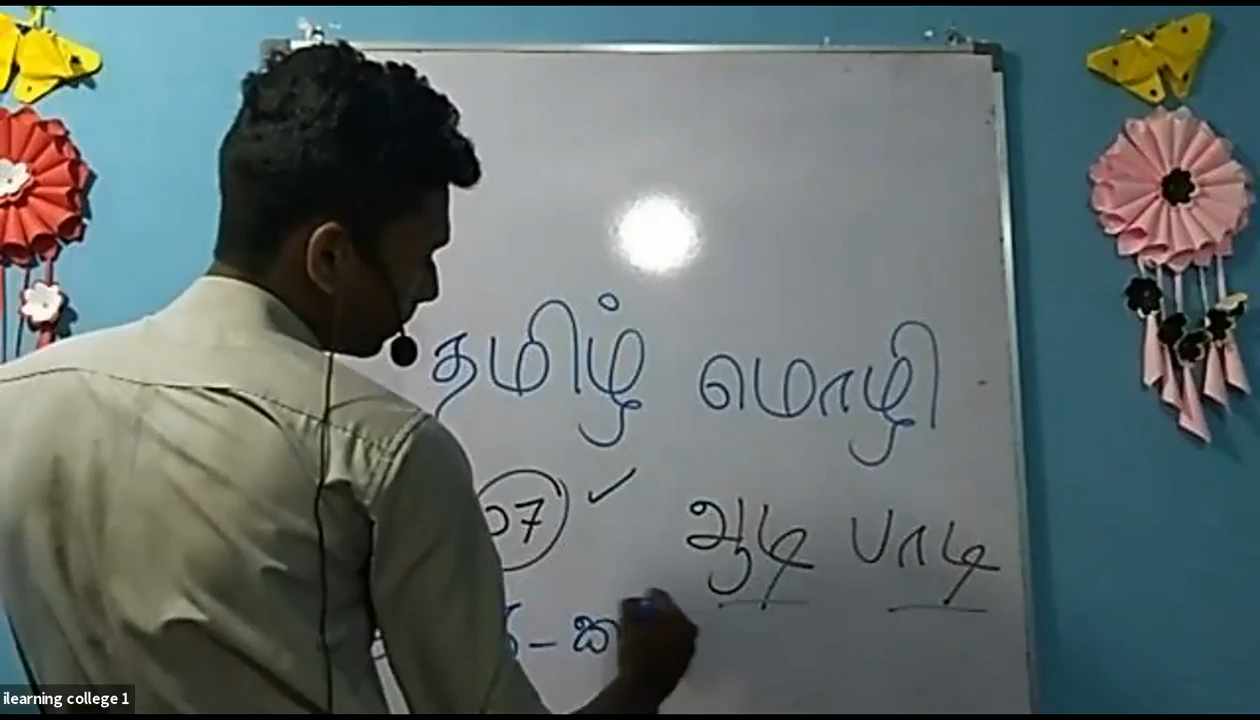 தமிழ் மொழி
07 ஆடி பாடி
ilearning college 1